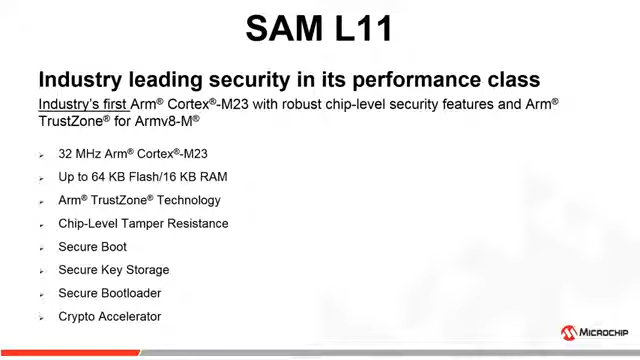 SAM L11
Industry leading security in its performance class
Industry's first Arm® Cortex®-M23 with robust chip-level security features and Arm®
TrustZone® for Armv8-M®
32 MHz Arm® Cortex®-M23
Up to 64 KB Flash/16 KB RAM
Arm® TrustZone® Technology
Chip-Level Tamper Resistance
Secure Boot
Secure Key Storage
Secure Bootloader
Crypto Accelerator
MICROCHIP